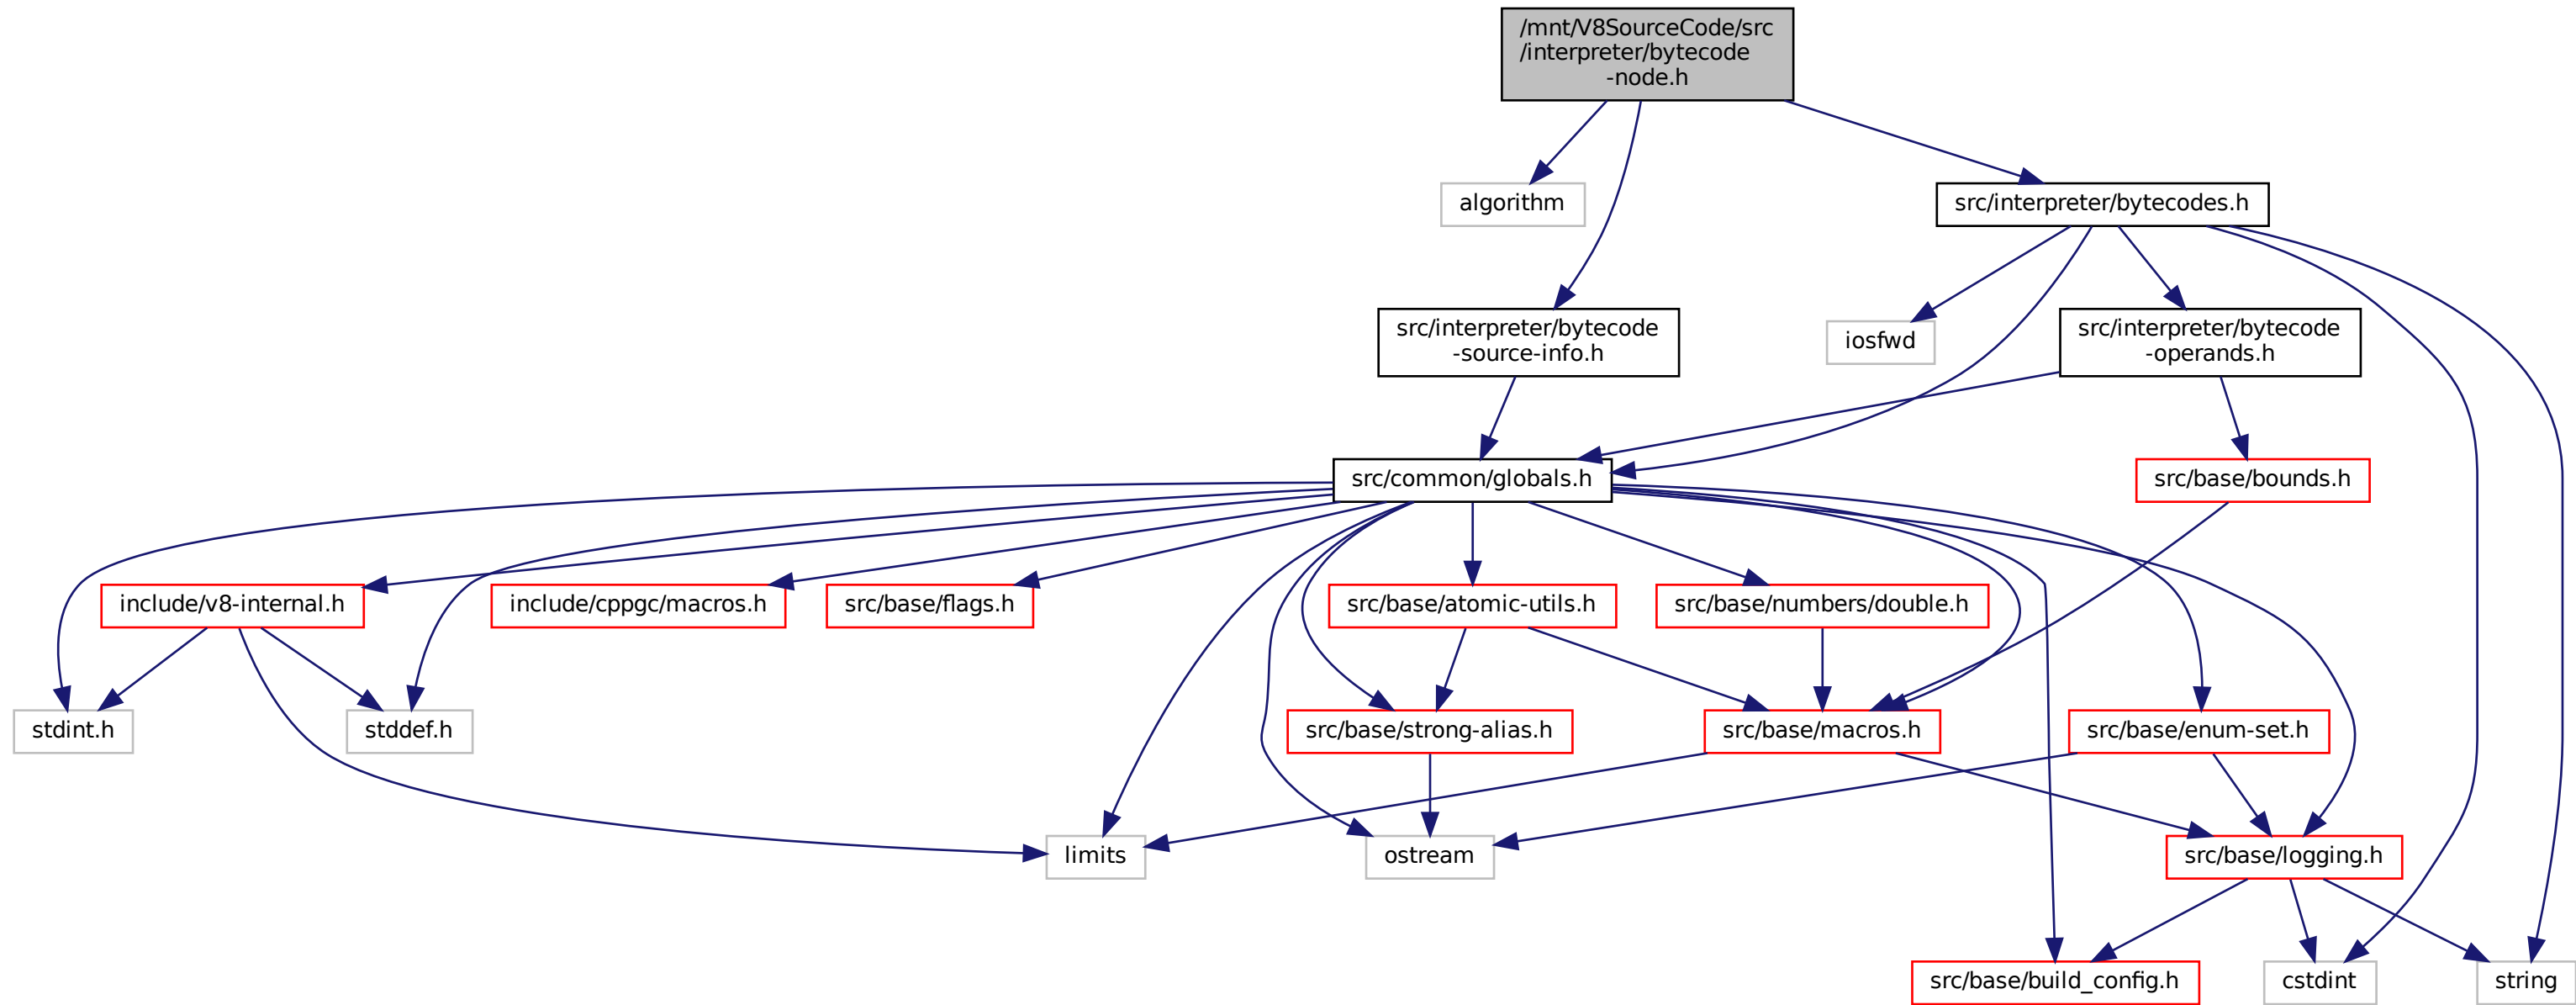 /mnt/V8SourceCode/src
/interpreter/bytecode
-node.h
algorithm
src/interpreter/bytecodes.h
src/interpreter/bytecode
-source-info.h
iosfwd
src/interpreter/bytecode
-operands.h
src/common/globals.h
src/base/bounds.h
include/v8-internal.h
include/cppgc/macros.h
src/base/flags.h
src/base/atomic-utils.h
src/base/numbers/double.h
stdint.h
stddef.h
src/base/strong-alias.h
src/base/macros.h
src/base/enum-set.h
limits
ostream
src/base/logging.h
src/base/build_config.h
cstdint
string